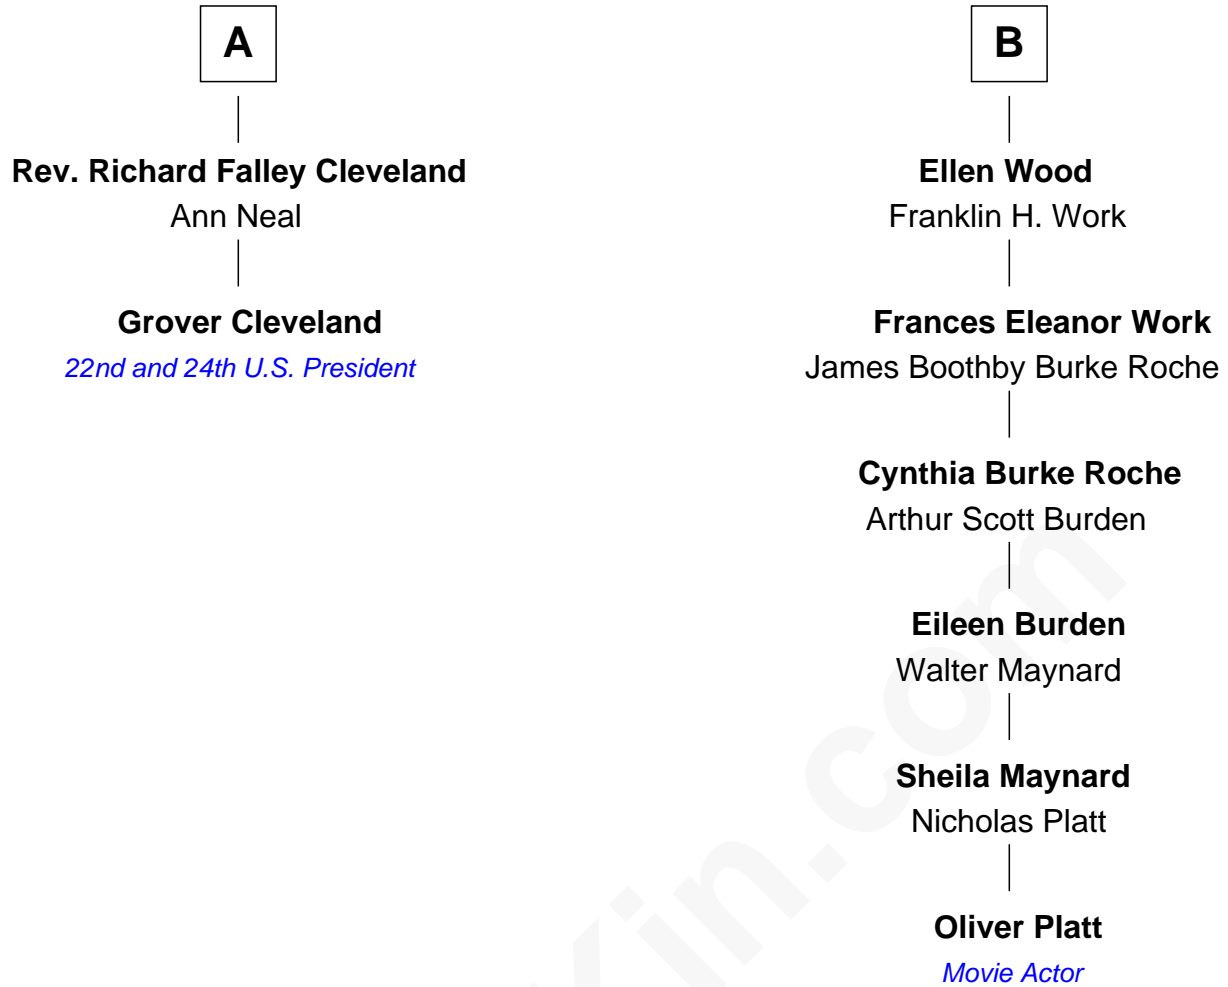 A
Rev. Richard Falley Cleveland
Ann Neal
Grover Cleveland
22nd and 24th U.S. President
B
Ellen Wood
Franklin H. Work
Frances Eleanor Work
James Boothby Burke Roche
Cynthia Burke Roche
Arthur Scott Burden
Eileen Burden
Walter Maynard
Sheila Maynard
Nicholas Platt
Oliver Platt
Movie Actor
Kin.com